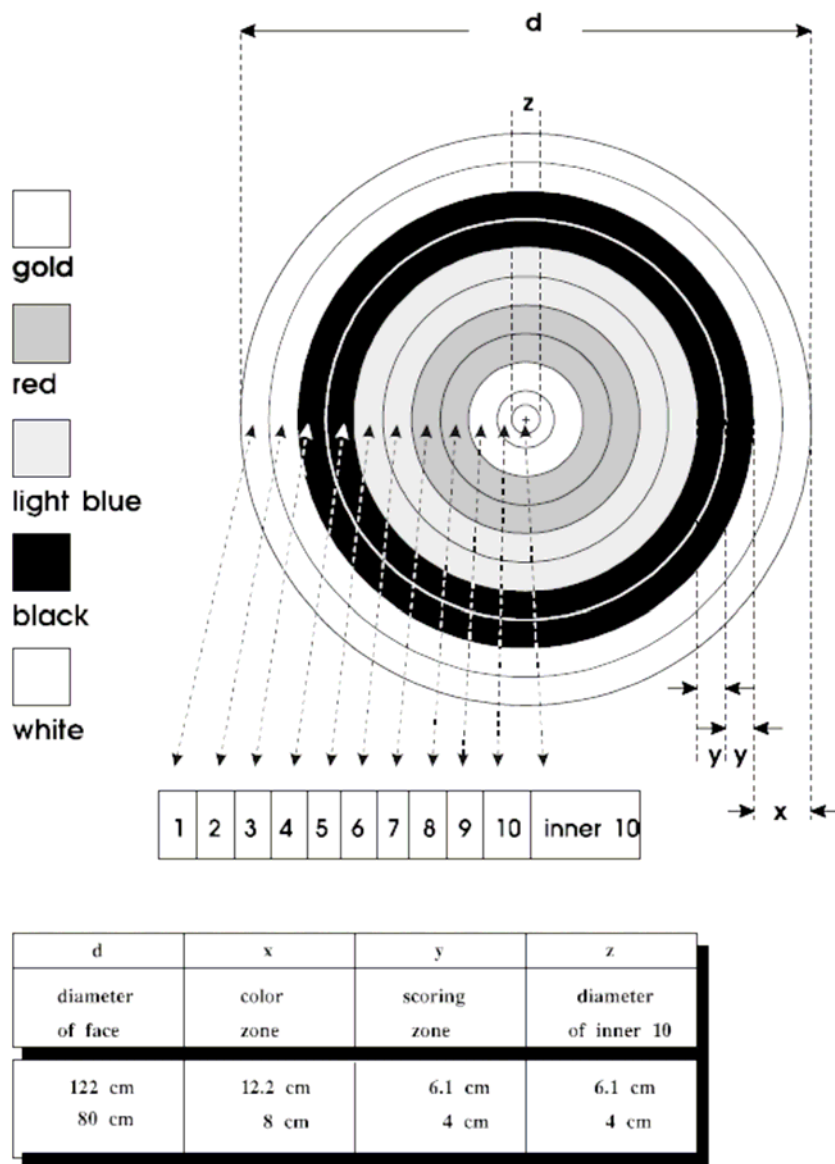 d
z
gold
red
light blue
black
white
y y
x
1 2 3 4 5 6 7 8 9 10 inner 10
d x y z
diameter color scoring diameter
of face zone zone of inner 10
122 cm 12.2 cm 6.1 cm 6.1 cm
80 cm 8 cm 4 cm 4 cm